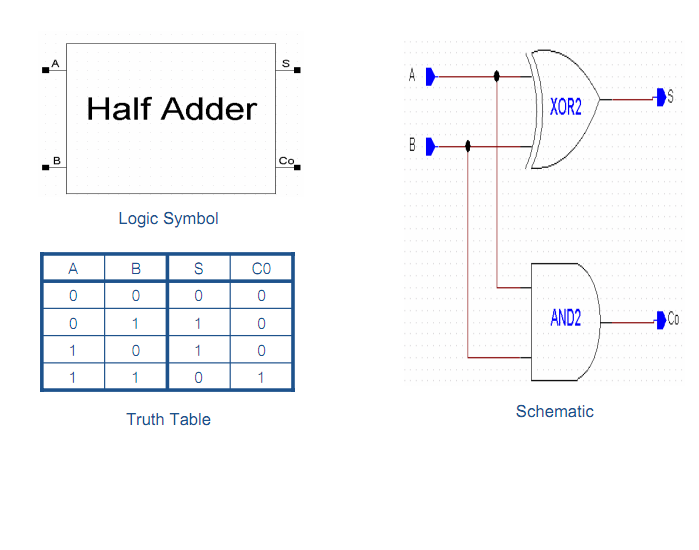 A
S
Half Adder
B
Co
Logic Symbol
A B S C0
0 0 0 0
0 1 1 0
1 0 1 0
1 1 0 1
Truth Table
A
XOR2
S
B
AND2
Co
Schematic